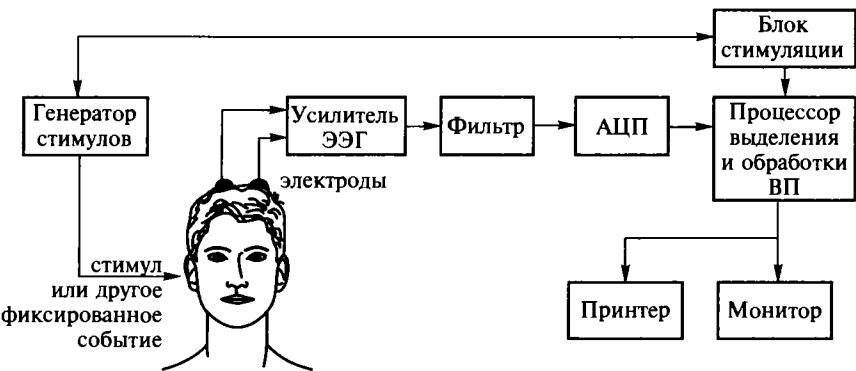 Блок
стимуляции
Генератор
стимулов
Усилитель
ЭЭГ
Фильтр
АЦП
Процессор
выделения
и обработки
ВП
электроды
стимул
или другое
фиксированное
событие
Принтер
Монитор